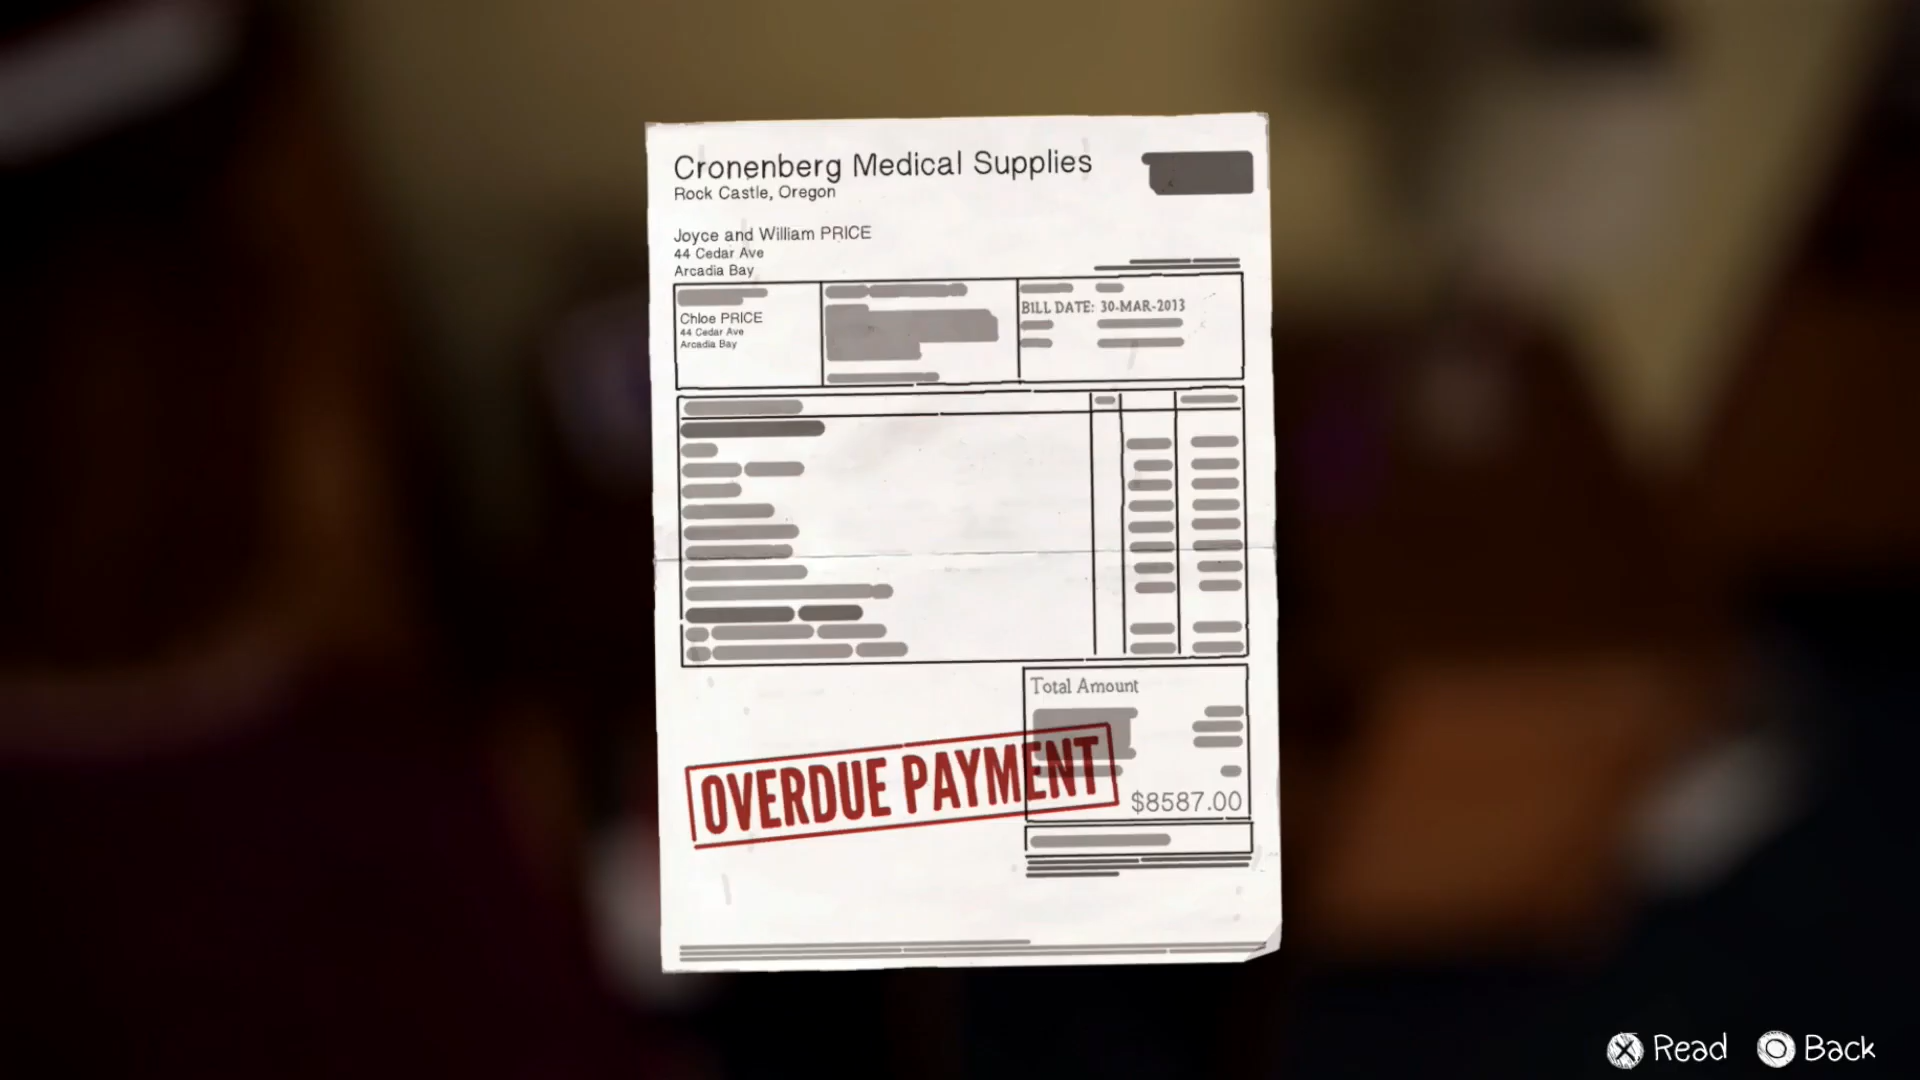 Cronenberg Medical Supplies
Rock Castle, Oregon
Joyce and William PRICE
44 Cedar Ave
Arcadia Bay
Chloe PRICE
44 Cedar Ave
Arcadia Bay
BILL DATE: 30-MAR-2013
Total Amount
OVERDUE PAYMENT
$8587.00
Read
Back